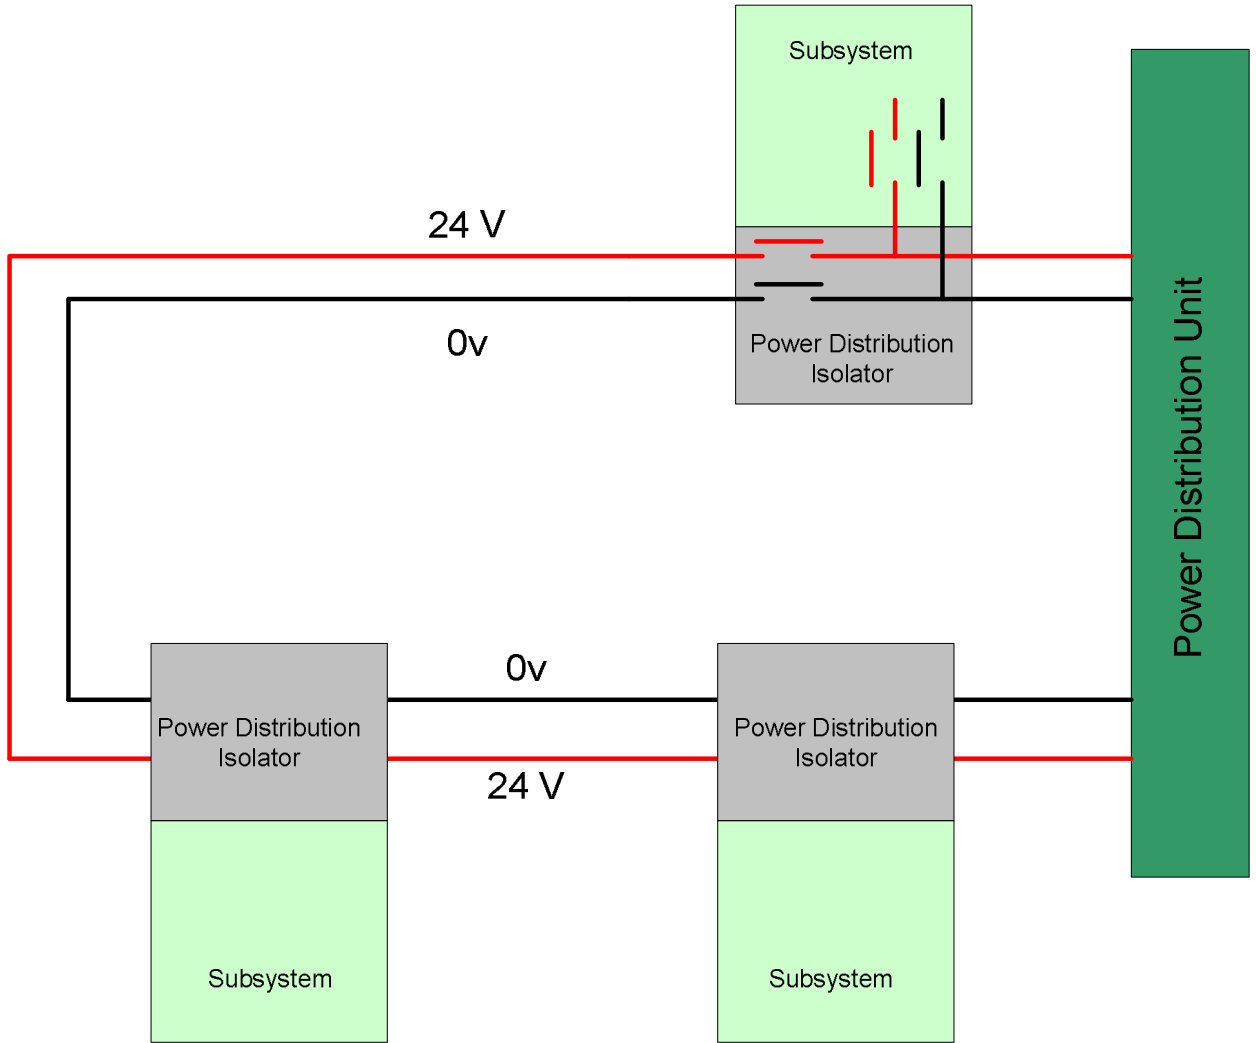 Subsystem
24 V
0v
Power Distribution
Isolator
Power Distribution Unit
0v
Power Distribution
Isolator
Power Distribution
Isolator
24 V
Subsystem
Subsystem